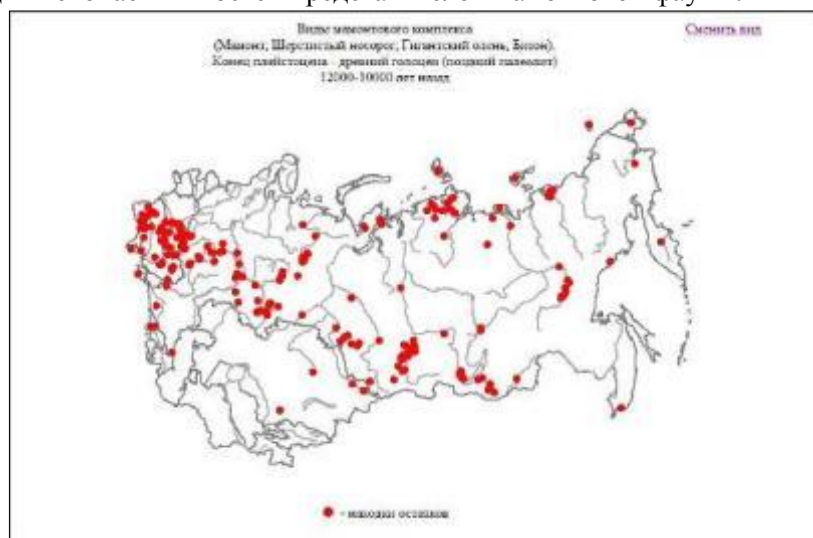 Виды мамонтового комплекса
Сменить вид
(Мамонт, Шерстистый носорог, Гигантский олень, Бизон).
Конец плейстоцена - древний голоцен (поздний палеолит)
12000-10000 лет назад
- находки остатков